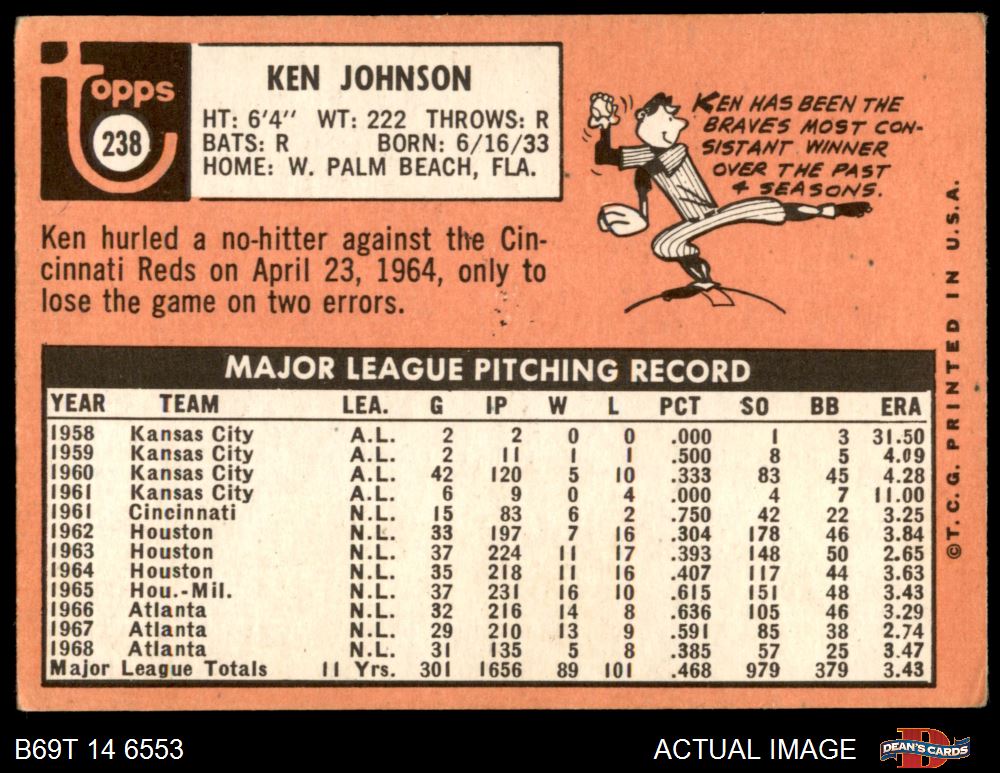 topps
238
KEN JOHNSON
HT: 6'4" WT: 222 THROWS: R
BATS: R BORN: 6/16/33
HOME: W. PALM BEACH, FLA.
KEN HAS BEEN THE
BRAVES MOST CON-
SISTANT WINNER
OVER THE PAST
4 SEASONS.
Ken hurled a no-hitter against the Cin-
cinnati Reds on April 23, 1964, only to
lose the game on two errors.
MAJOR LEAGUE PITCHING RECORD
YEAR TEAM LEA. G IP W L PCT SO BB ERA
1958 Kansas City A.L. 2 2 0 0 .000 1 3 31.50
1959 Kansas City A.L. 2 11 1 1 .500 8 5 4.09
1960 Kansas City A.L. 42 120 5 10 .333 83 45 4.28
1961 Kansas City A.L. 6 9 0 4 .000 4 7 11.00
1961 Cincinnati N.L. 15 83 6 2 .750 42 22 3.25
1962 Houston N.L. 33 197 7 16 .304 178 46 3.84
1963 Houston N.L. 37 224 11 17 .393 148 50 2.65
1964 Houston N.L. 35 218 11 16 .407 117 44 3.63
1965 Hou.-Mil. N.L. 37 231 16 10 .615 151 48 3.43
1966 Atlanta N.L. 32 216 14 8 .636 105 46 3.29
1967 Atlanta N.L. 29 210 13 9 .591 85 38 2.74
1968 Atlanta N.L. 31 135 5 8 .385 57 25 3.47
Major League Totals 11 Yrs. 301 1656 89 101 .468 979 379 3.43
©T.C.G. PRINTED IN U.S.A.
B69T 14 6553
ACTUAL IMAGE
DEAN'S CARDS